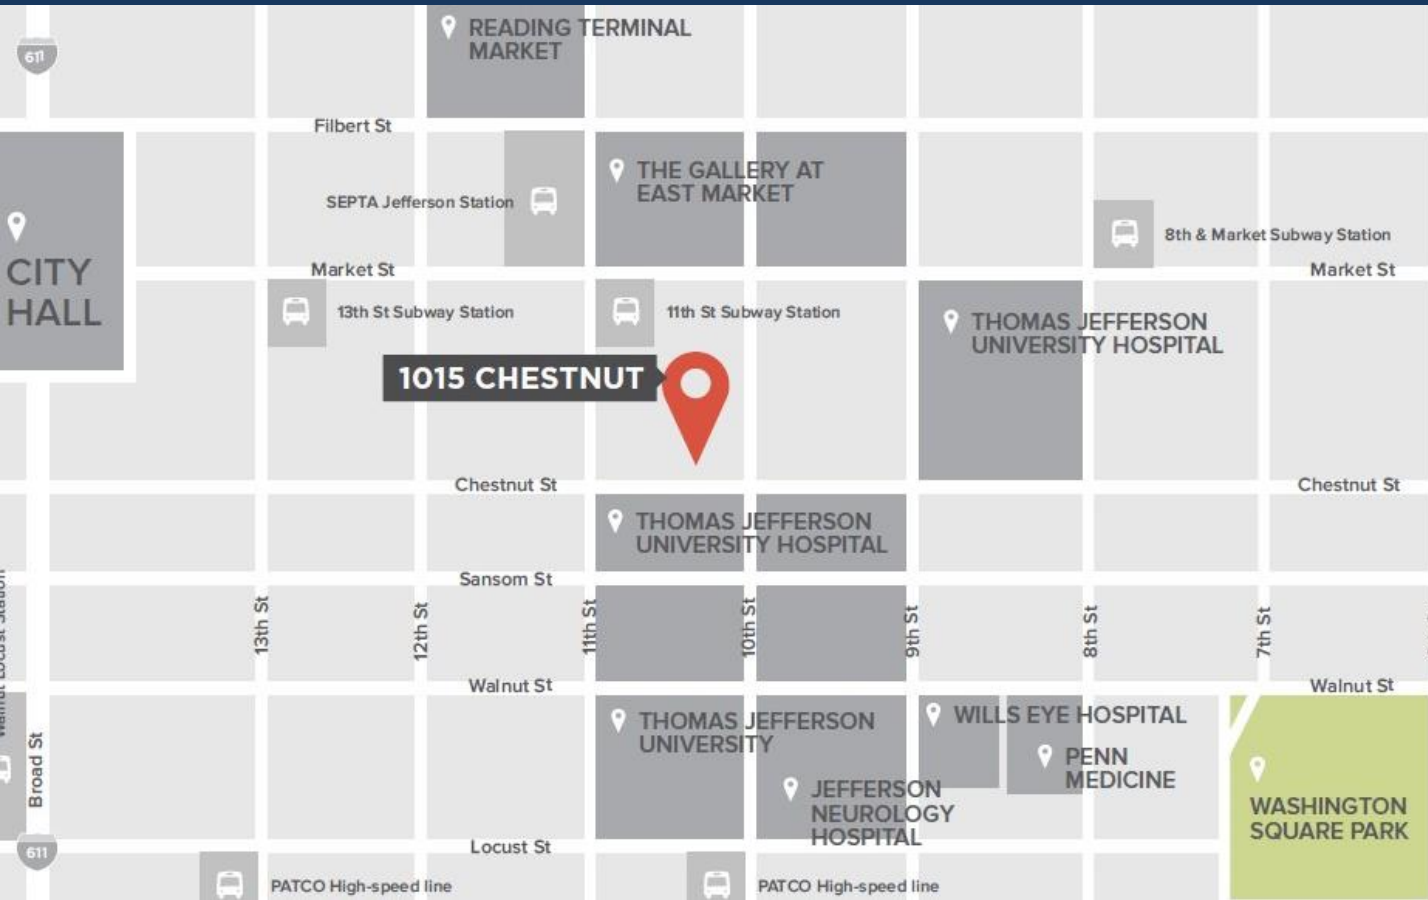 READING TERMINAL
MARKET
611
Filbert St
THE GALLERY AT
EAST MARKET
SEPTA Jefferson Station
8th & Market Subway Station
CITY
HALL
Market St
Market St
13th St Subway Station
11th St Subway Station
THOMAS JEFFERSON
UNIVERSITY HOSPITAL
1015 CHESTNUT
Chestnut St
Chestnut St
THOMAS JEFFERSON
UNIVERSITY HOSPITAL
Sansom St
13th St
12th St
11th St
10th St
9th St
8th St
7th St
Walnut Locust Station
Walnut St
Walnut St
THOMAS JEFFERSON
UNIVERSITY
WILLS EYE HOSPITAL
PENN
MEDICINE
Broad St
JEFFERSON
NEUROLOGY
HOSPITAL
WASHINGTON
SQUARE PARK
611
Locust St
PATCO High-speed line
PATCO High-speed line